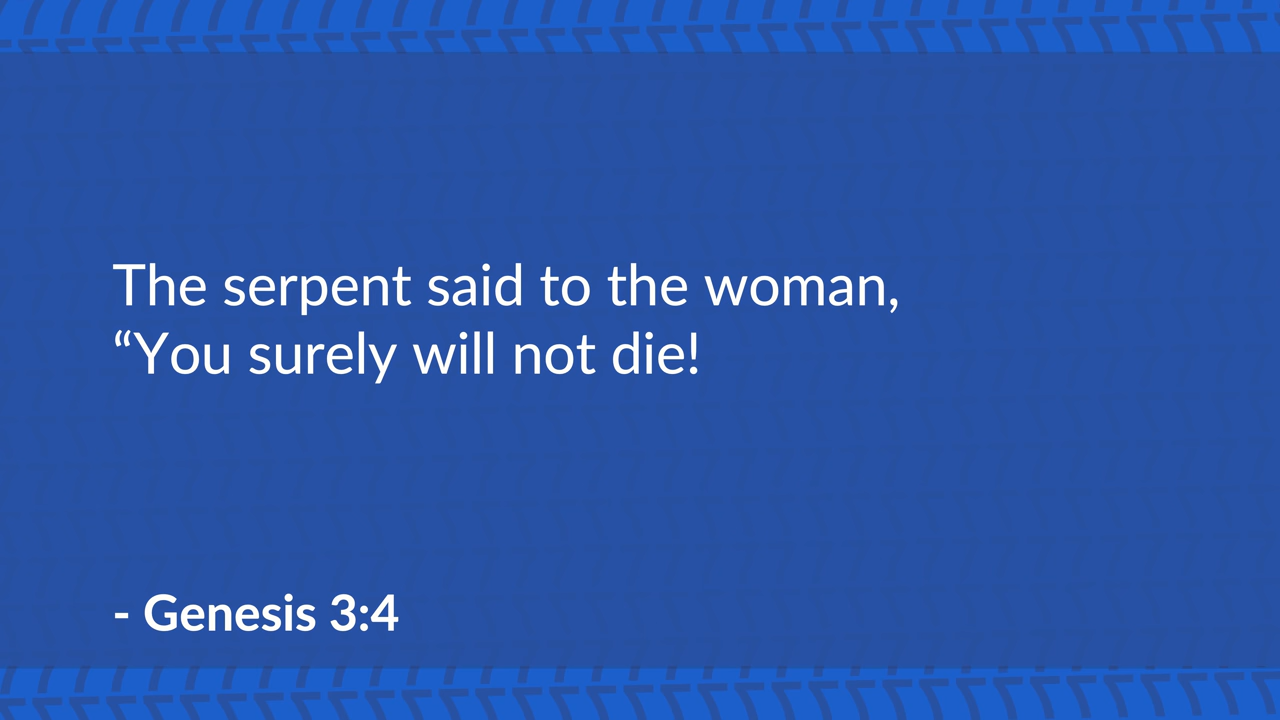 The serpent said to the woman,
“You surely will not die!
- Genesis 3:4